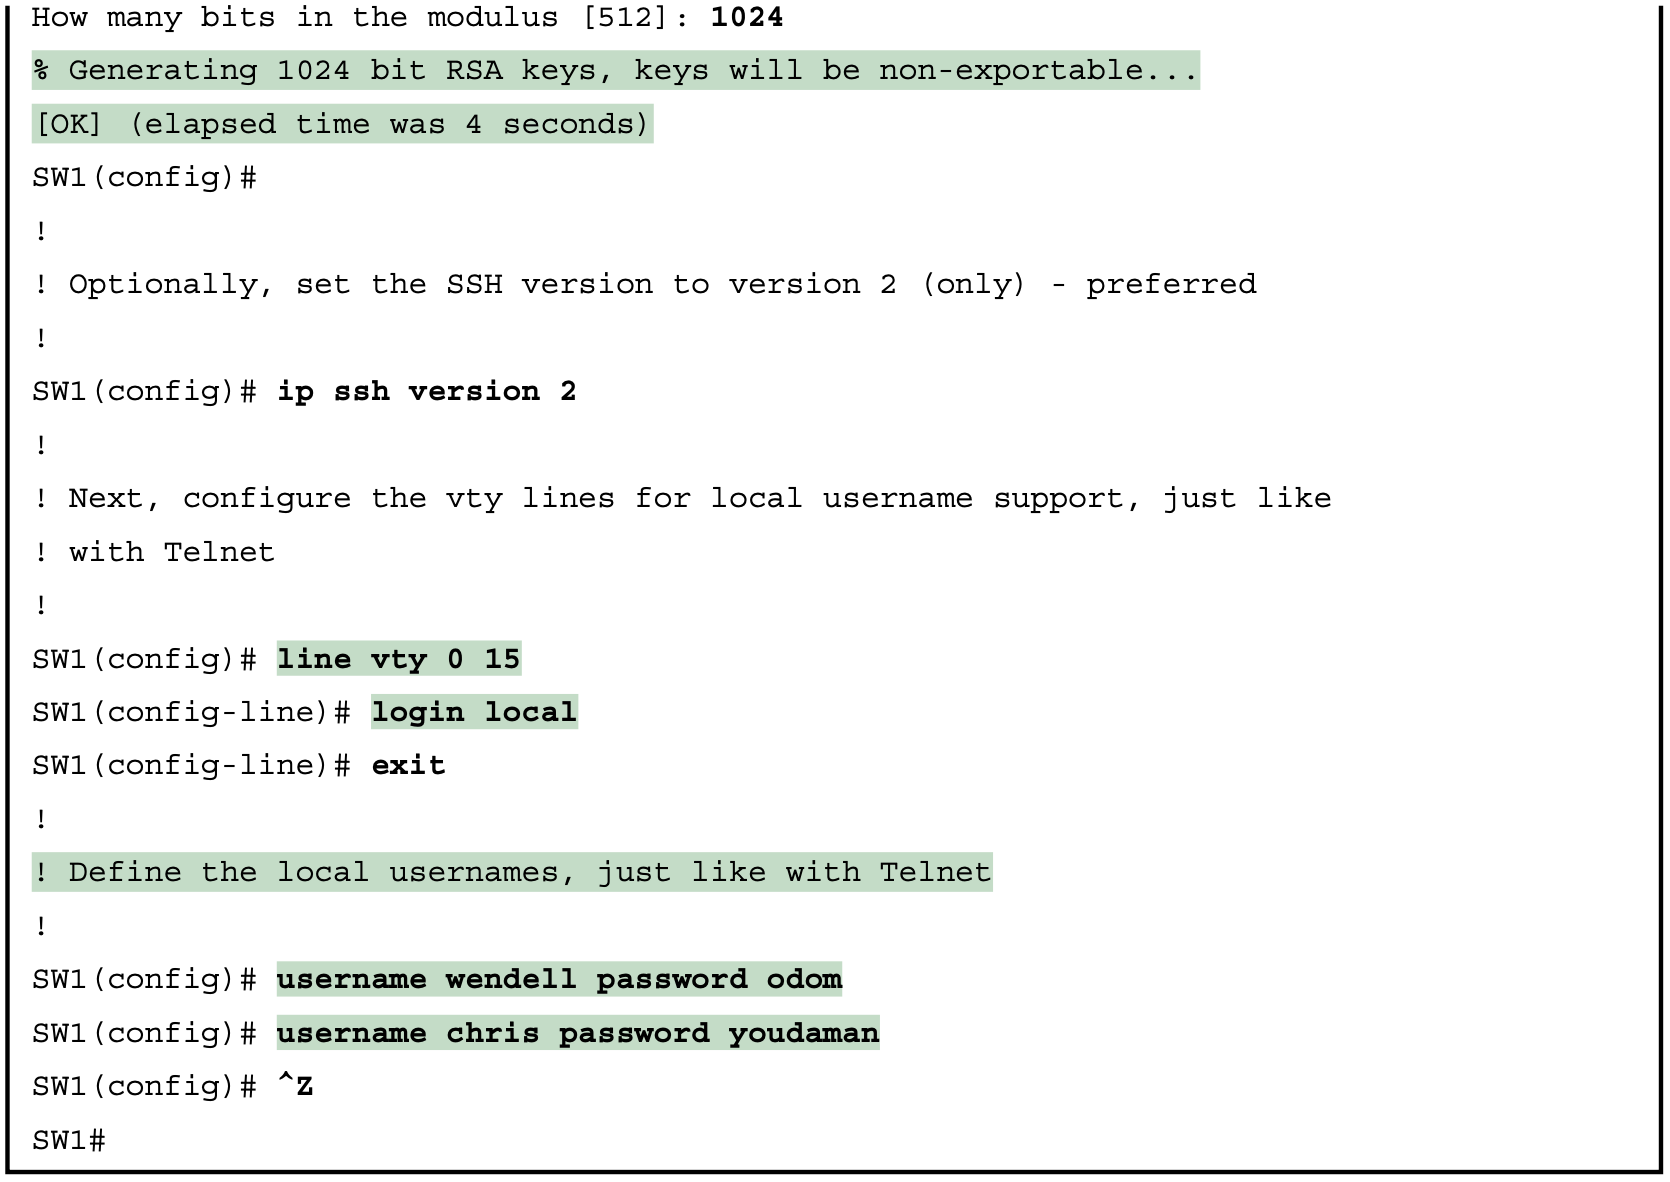 How many bits in the modulus [512]: 1024
% Generating 1024 bit RSA keys, keys will be non-exportable...
[OK] (elapsed time was 4 seconds)
SW1(config)#
!
! Optionally, set the SSH version to version 2 (only) - preferred
!
SW1(config)# ip ssh version 2
!
! Next, configure the vty lines for local username support, just like
! with Telnet
!
SW1(config)# line vty 0 15
SW1(config-line)# login local
SW1(config-line)# exit
!
! Define the local usernames, just like with Telnet
!
SW1(config)# username wendell password odom
SW1(config)# username chris password youdaman
SW1(config)# ^Z
SW1#